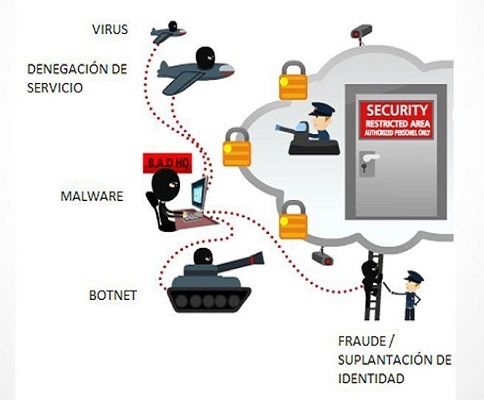 VIRUS
DENEGACIÓN DE
SERVICIO
SECURITY
RESTRICTED AREA
AUTHORIZED PERSONEL ONLY
B.A.D HQ
MALWARE
BOTNET
FRAUDE /
SUPLANTACIÓN DE
IDENTIDAD